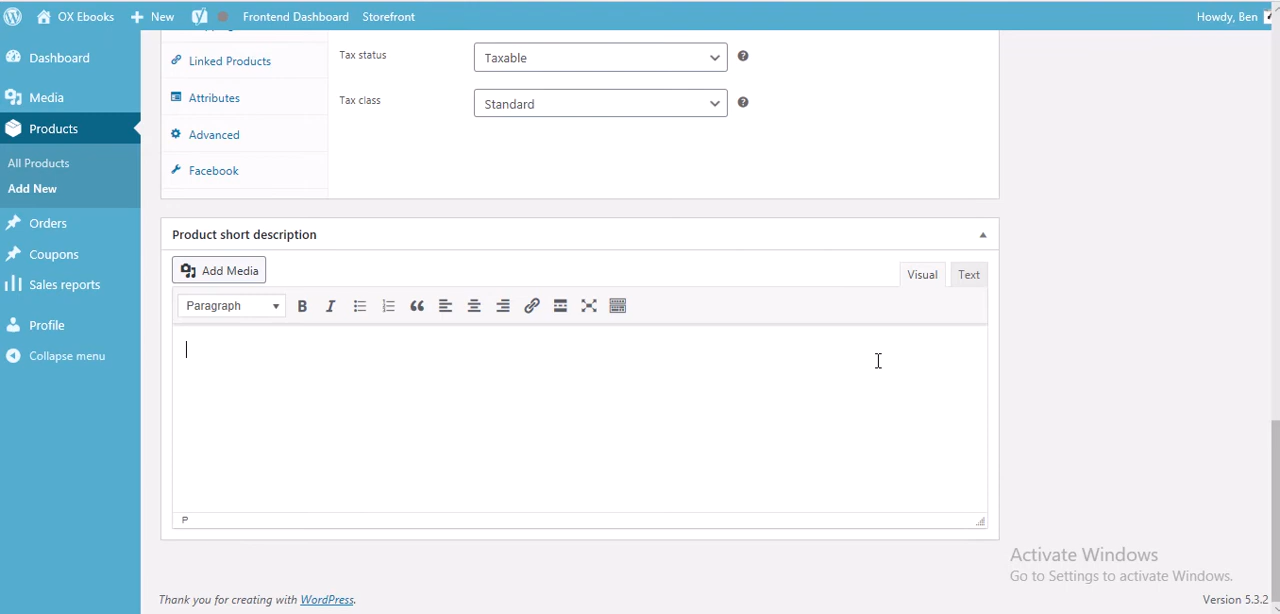 OX Ebooks New Frontend Dashboard Storefront Howdy, Ben
Dashboard
Media
Products
All Products
Add New
Orders
Coupons
Sales reports
Profile
Collapse menu
Linked Products
Attributes
Advanced
Facebook
Tax status Taxable
Tax class Standard
Product short description
Add Media
Visual Text
Paragraph
P
Activate Windows
Go to Settings to activate Windows.
Thank you for creating with WordPress.
Version 5.3.2